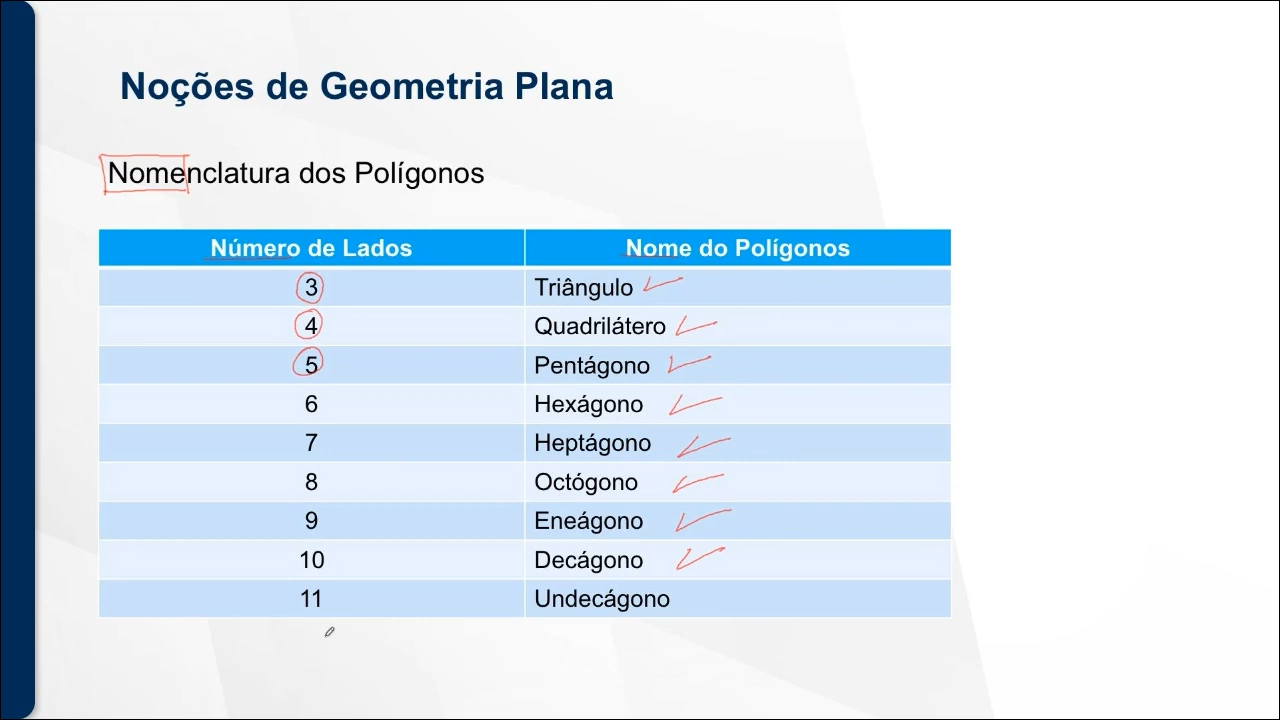 Noções de Geometria Plana
Nomenclatura dos Polígonos
Número de Lados Nome do Polígonos
3 Triângulo
4 Quadrilátero
5 Pentágono
6 Hexágono
7 Heptágono
8 Octógono
9 Eneágono
10 Decágono
11 Undecágono